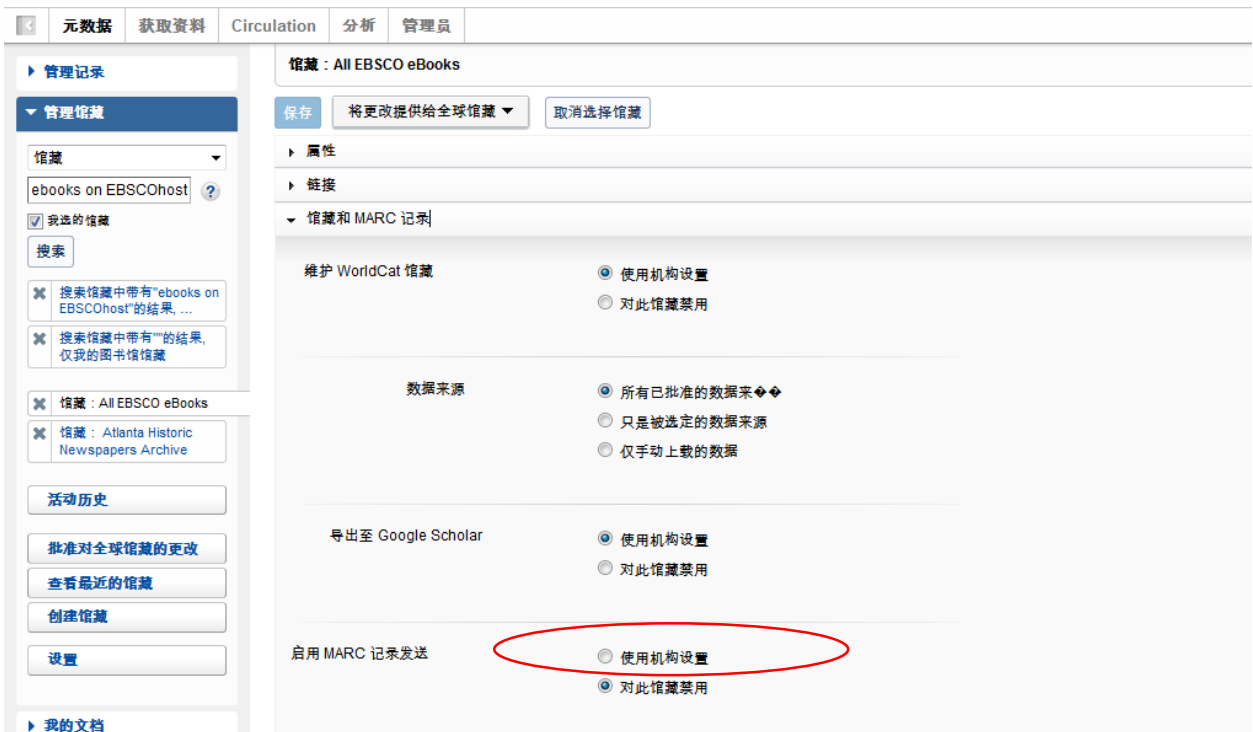 元数据 获取资料 Circulation 分析 管理员
管理记录
管理馆藏
馆藏
ebooks on EBSCOhost ?
我选的馆藏
搜索
搜索馆藏中带有"ebooks on
EBSCOhost"的结果, ...
搜索馆藏中带有""的结果,
仅我的图书馆馆藏
馆藏：All EBSCO eBooks
馆藏： Atlanta Historic
Newspapers Archive
活动历史
批准对全球馆藏的更改
查看最近的馆藏
创建馆藏
设置
我的文档
馆藏：All EBSCO eBooks
保存 将更改提供给全球馆藏 取消选择馆藏
属性
链接
馆藏和 MARC 记录
维护 WorldCat 馆藏 使用机构设置
对此馆藏禁用
数据来源 所有已批准的数据来��
只是被选定的数据来源
仅手动上载的数据
导出至 Google Scholar 使用机构设置
对此馆藏禁用
启用 MARC 记录发送 使用机构设置
对此馆藏禁用